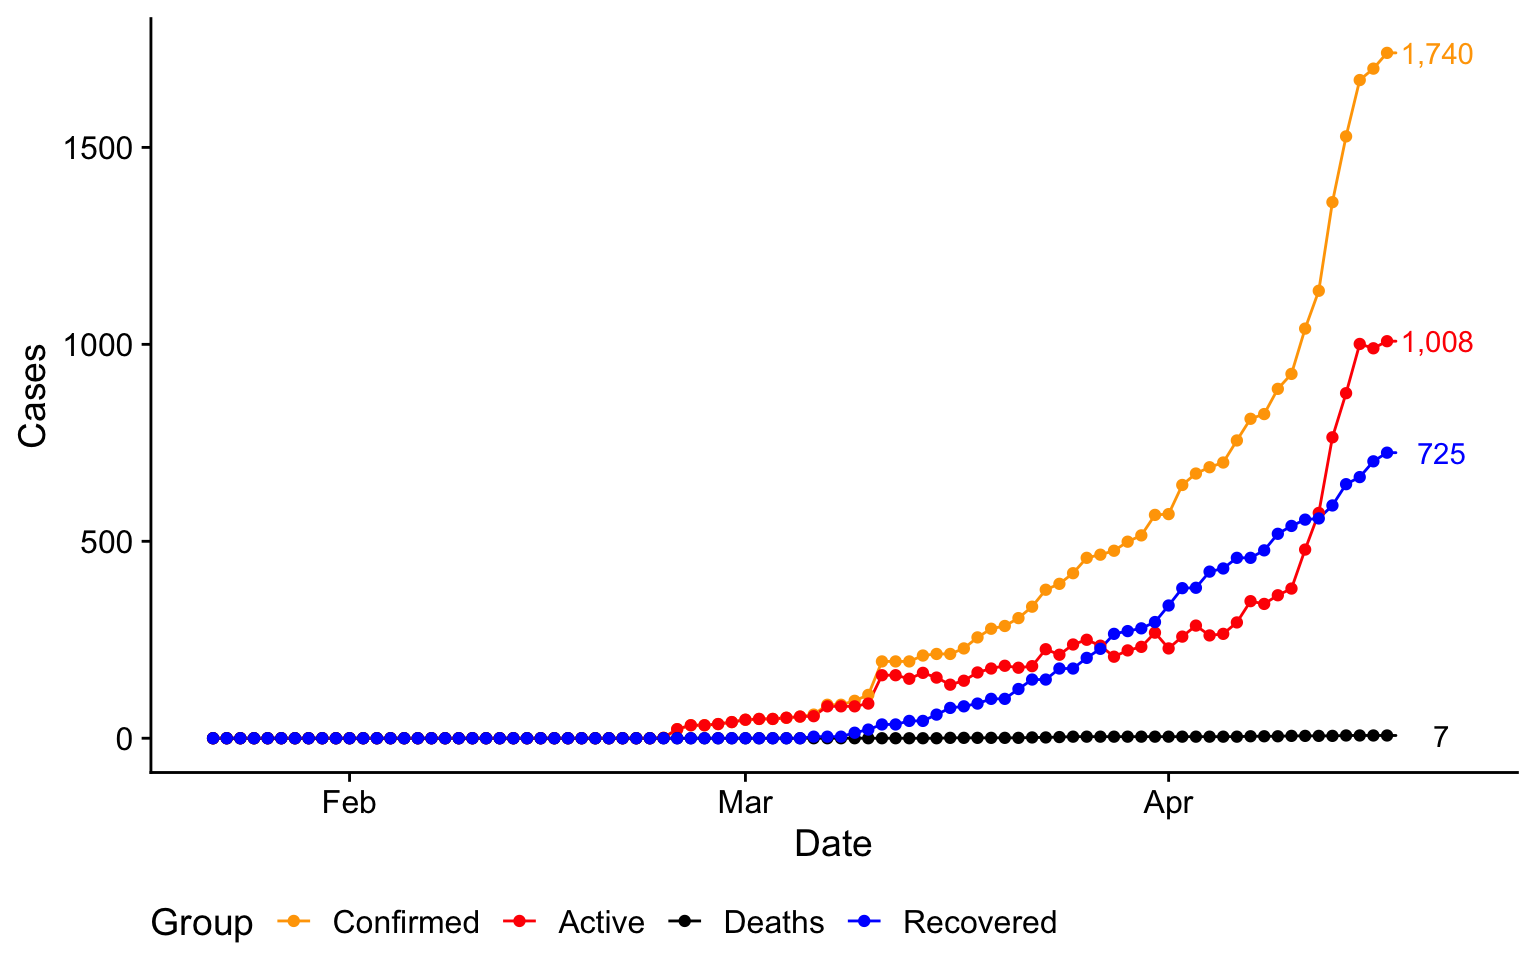 1,740
1500
1000
1,008
Cases
725
500
0
7
Feb Mar Apr
Date
Group Confirmed Active Deaths Recovered